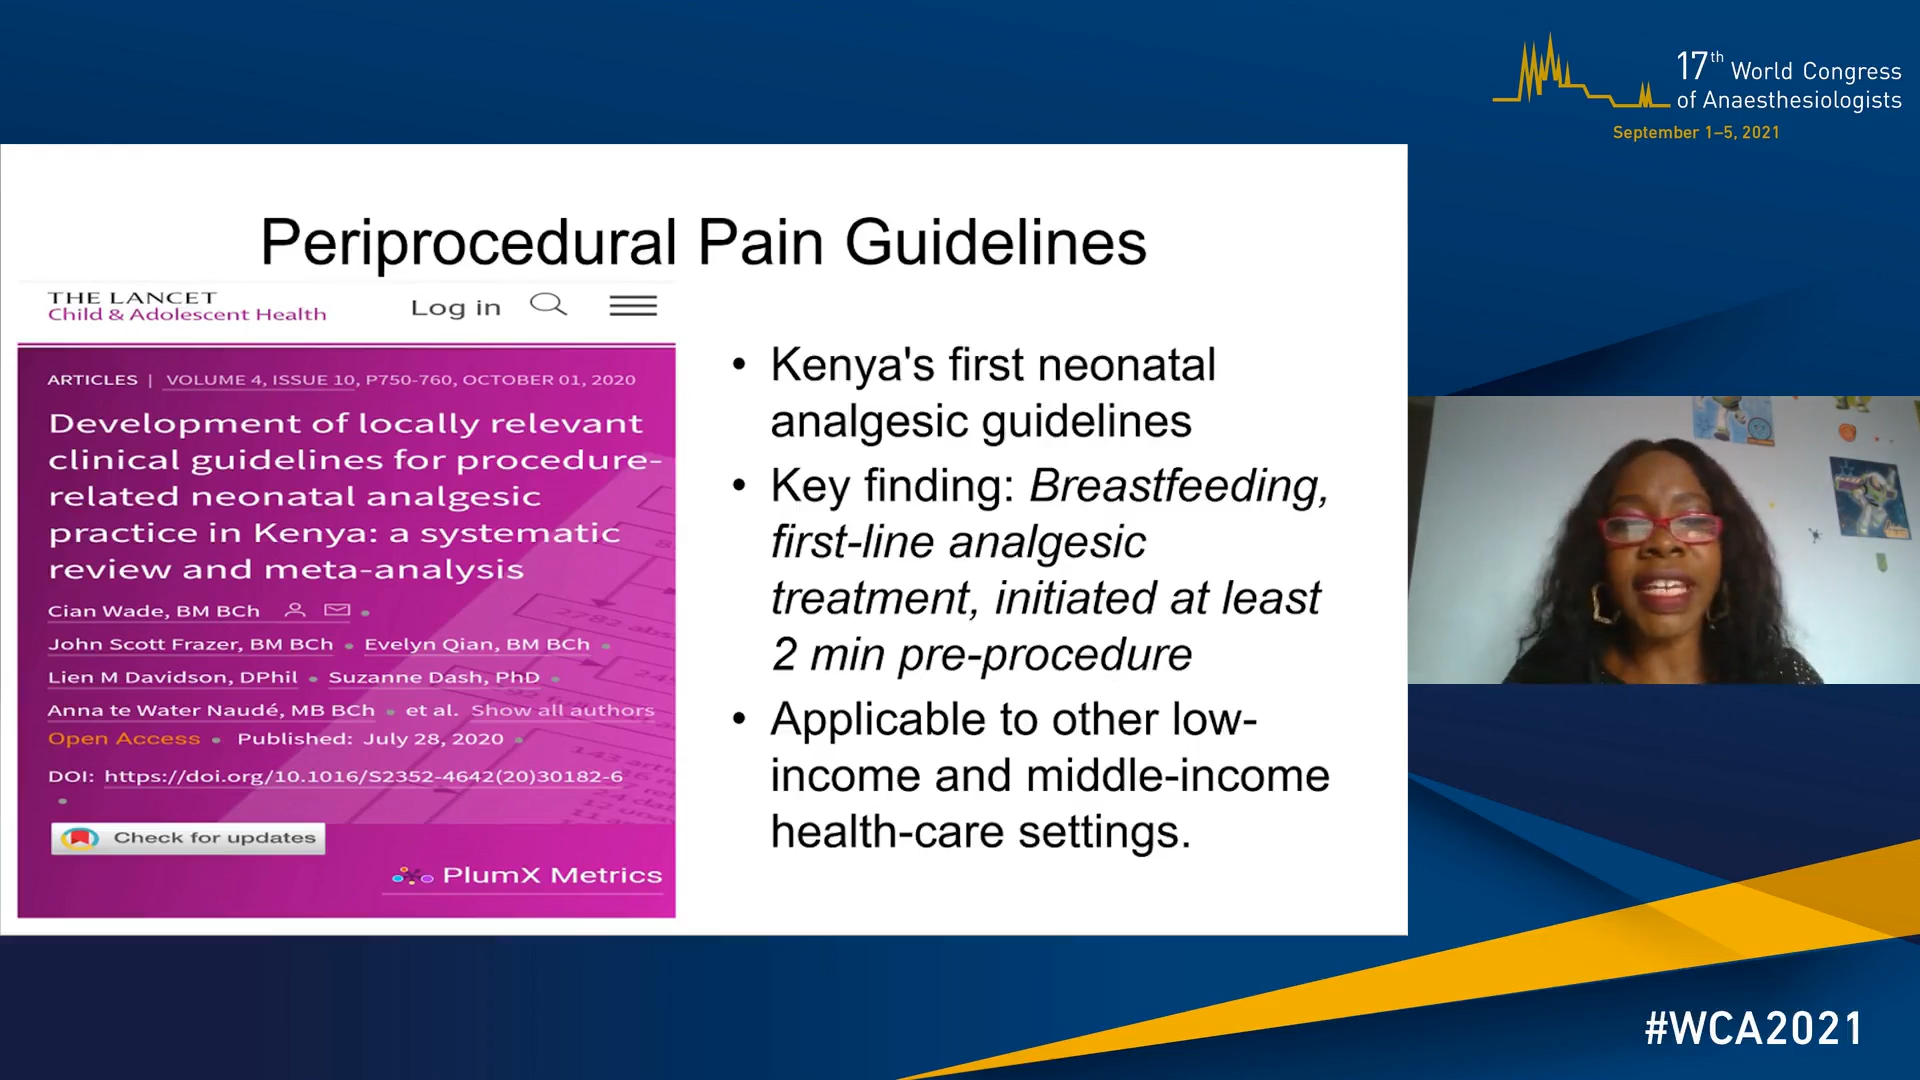 17th World Congress
of Anaesthesiologists
September 1–5, 2021
Periprocedural Pain Guidelines
THE LANCET
Child & Adolescent Health
Log in
ARTICLES | VOLUME 4, ISSUE 10, P750-760, OCTOBER 01, 2020
Development of locally relevant
clinical guidelines for procedure-
related neonatal analgesic
practice in Kenya: a systematic
review and meta-analysis
Cian Wade, BM BCh
John Scott Frazer, BM BCh • Evelyn Qian, BM BCh •
Lien M Davidson, DPhil • Suzanne Dash, PhD •
Anna te Water Naudé, MB BCh • et al. Show all authors
Open Access • Published: July 28, 2020 •
DOI: https://doi.org/10.1016/S2352-4642(20)30182-6
Check for updates
PlumX Metrics
• Kenya's first neonatal
analgesic guidelines
• Key finding: Breastfeeding,
first-line analgesic
treatment, initiated at least
2 min pre-procedure
• Applicable to other low-
income and middle-income
health-care settings.
#WCA2021